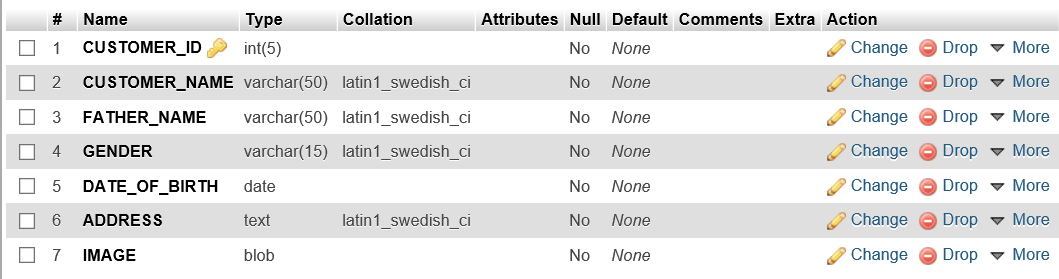 # Name Type Collation Attributes Null Default Comments Extra Action
1 CUSTOMER_ID int(5) No None Change Drop More
2 CUSTOMER_NAME varchar(50) latin1_swedish_ci No None Change Drop More
3 FATHER_NAME varchar(50) latin1_swedish_ci No None Change Drop More
4 GENDER varchar(15) latin1_swedish_ci No None Change Drop More
5 DATE_OF_BIRTH date No None Change Drop More
6 ADDRESS text latin1_swedish_ci No None Change Drop More
7 IMAGE blob No None Change Drop More